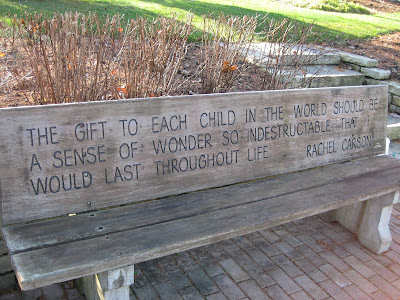 THE GIFT TO EACH CHILD IN THE WORLD SHOULD BE
A SENSE OF WONDER SO INDESTRUCTABLE THAT IT
WOULD LAST THROUGHOUT LIFE RACHEL CARSON